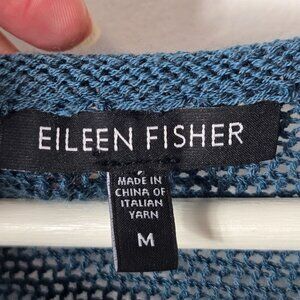 EILEEN FISHER
MADE IN
CHINA OF
ITALIAN
YARN
M